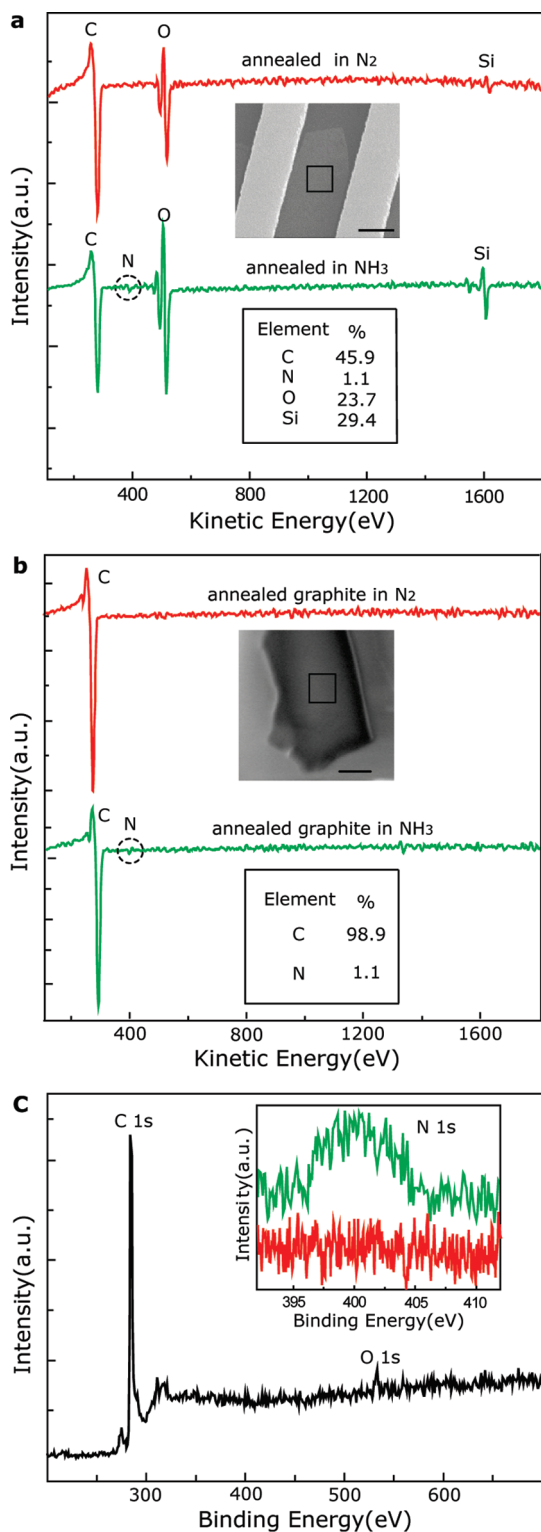 a
C
O
annealed in N2
Si
C
N
O
annealed in NH3
Si
Element %
C 45.9
N 1.1
O 23.7
Si 29.4
Intensity(a.u.)
400 800 1200 1600
Kinetic Energy(eV)
b
C
annealed graphite in N2
C
N
annealed graphite in NH3
Element %
C 98.9
N 1.1
Intensity(a.u.)
400 800 1200 1600
Kinetic Energy(eV)
C
C 1s
N 1s
Intensity(a.u.)
395 400 405 410
Binding Energy(eV)
O 1s
Intensity(a.u.)
300 400 500 600
Binding Energy(eV)